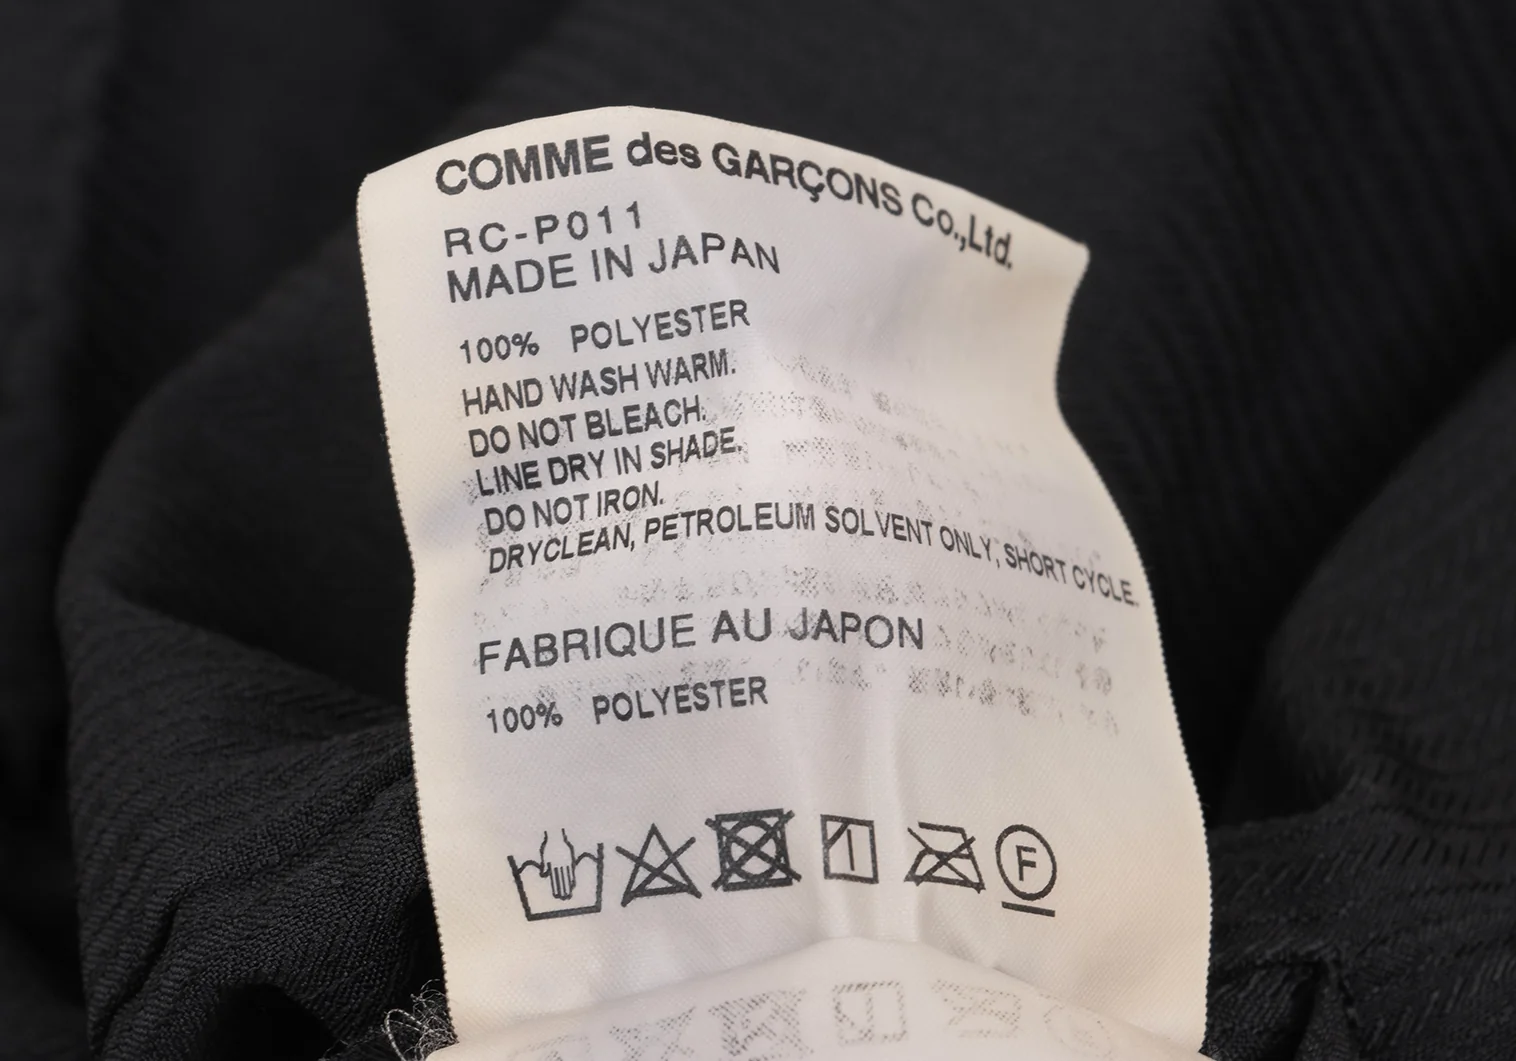 COMME des GARÇONS Co.,Ltd.
RC-P011
MADE IN JAPAN
100% POLYESTER
HAND WASH WARM.
DO NOT BLEACH.
LINE DRY IN SHADE.
DO NOT IRON.
DRYCLEAN, PETROLEUM SOLVENT ONLY, SHORT CYCLE.
FABRIQUE AU JAPON
100% POLYESTER
F